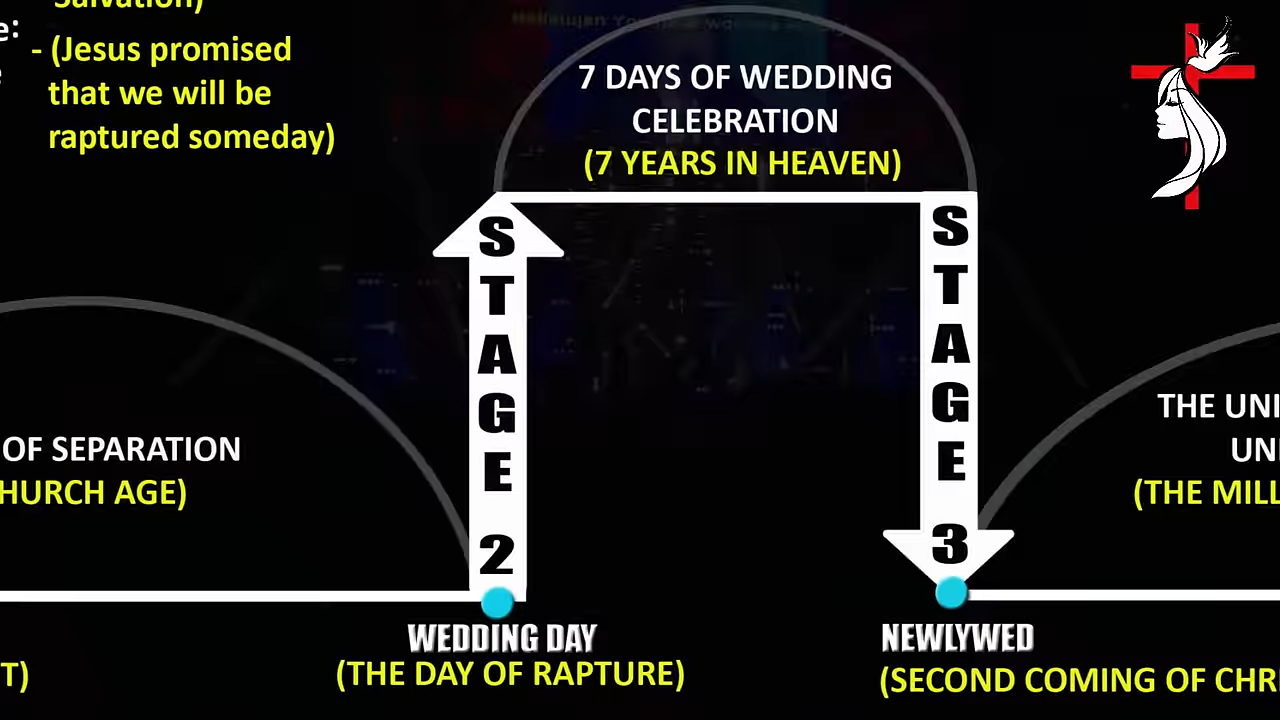 Salvation)
e:
- (Jesus promised
that we will be
raptured someday)
7 DAYS OF WEDDING
CELEBRATION
(7 YEARS IN HEAVEN)
STAGE 2
STAGE 3
OF SEPARATION
HURCH AGE)
THE UNI
UN
(THE MILL
WEDDING DAY
(THE DAY OF RAPTURE)
NEWLYWED
(SECOND COMING OF CHR
T)